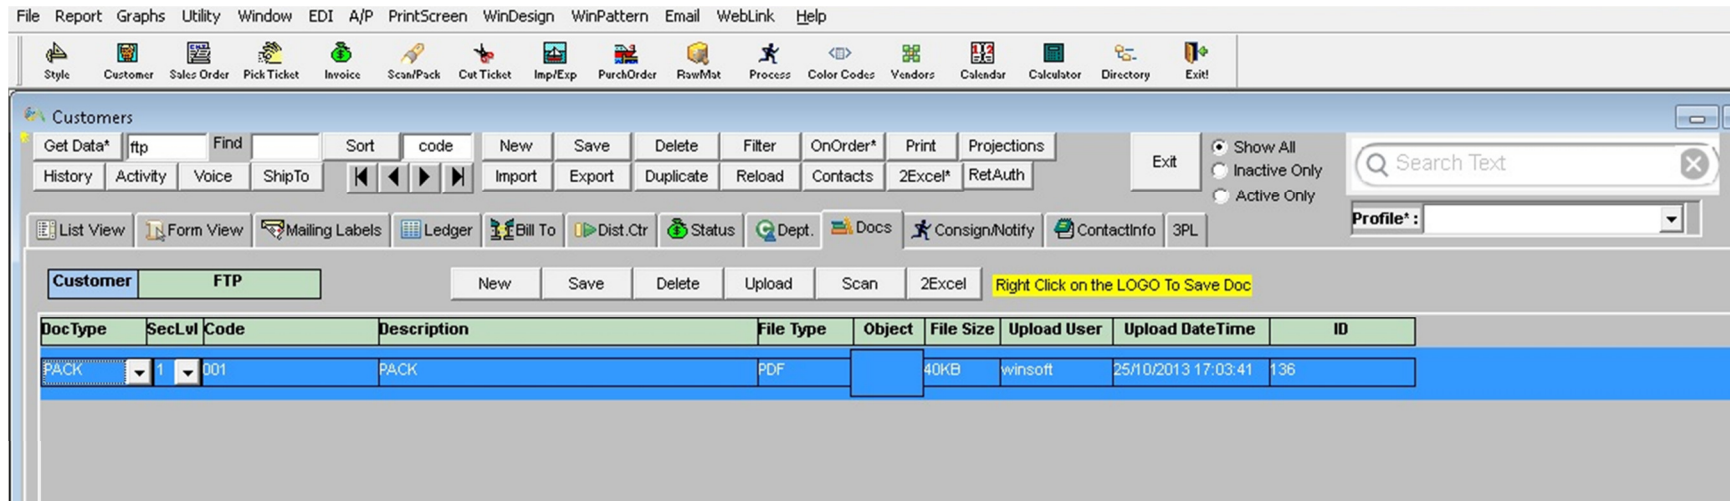 File Report Graphs Utility Window EDI A/P PrintScreen WinDesign WinPattern Email WebLink Help
Style Customer Sales Order Pick Ticket Invoice Scan/Pack Cut Ticket Imp/Exp PurchOrder RawMat Process Color Codes Vendors Calendar Calculator Directory Exit!
Customers
Get Data* ftp Find Sort code New Save Delete Filter OnOrder* Print Projections Exit Show All
History Activity Voice ShipTo Import Export Duplicate Reload Contacts 2Excel* RetAuth Inactive Only Search Text
Active Only
List View Form View Mailing Labels Ledger Bill To Dist.Ctr Status Dept. Docs Consign/Notify ContactInfo 3PL Profile* :
Customer FTP New Save Delete Upload Scan 2Excel Right Click on the LOGO To Save Doc
DocType SecLvl Code Description File Type Object File Size Upload User Upload DateTime ID
PACK 1 001 PACK PDF 40KB winsoft 25/10/2013 17:03:41 136